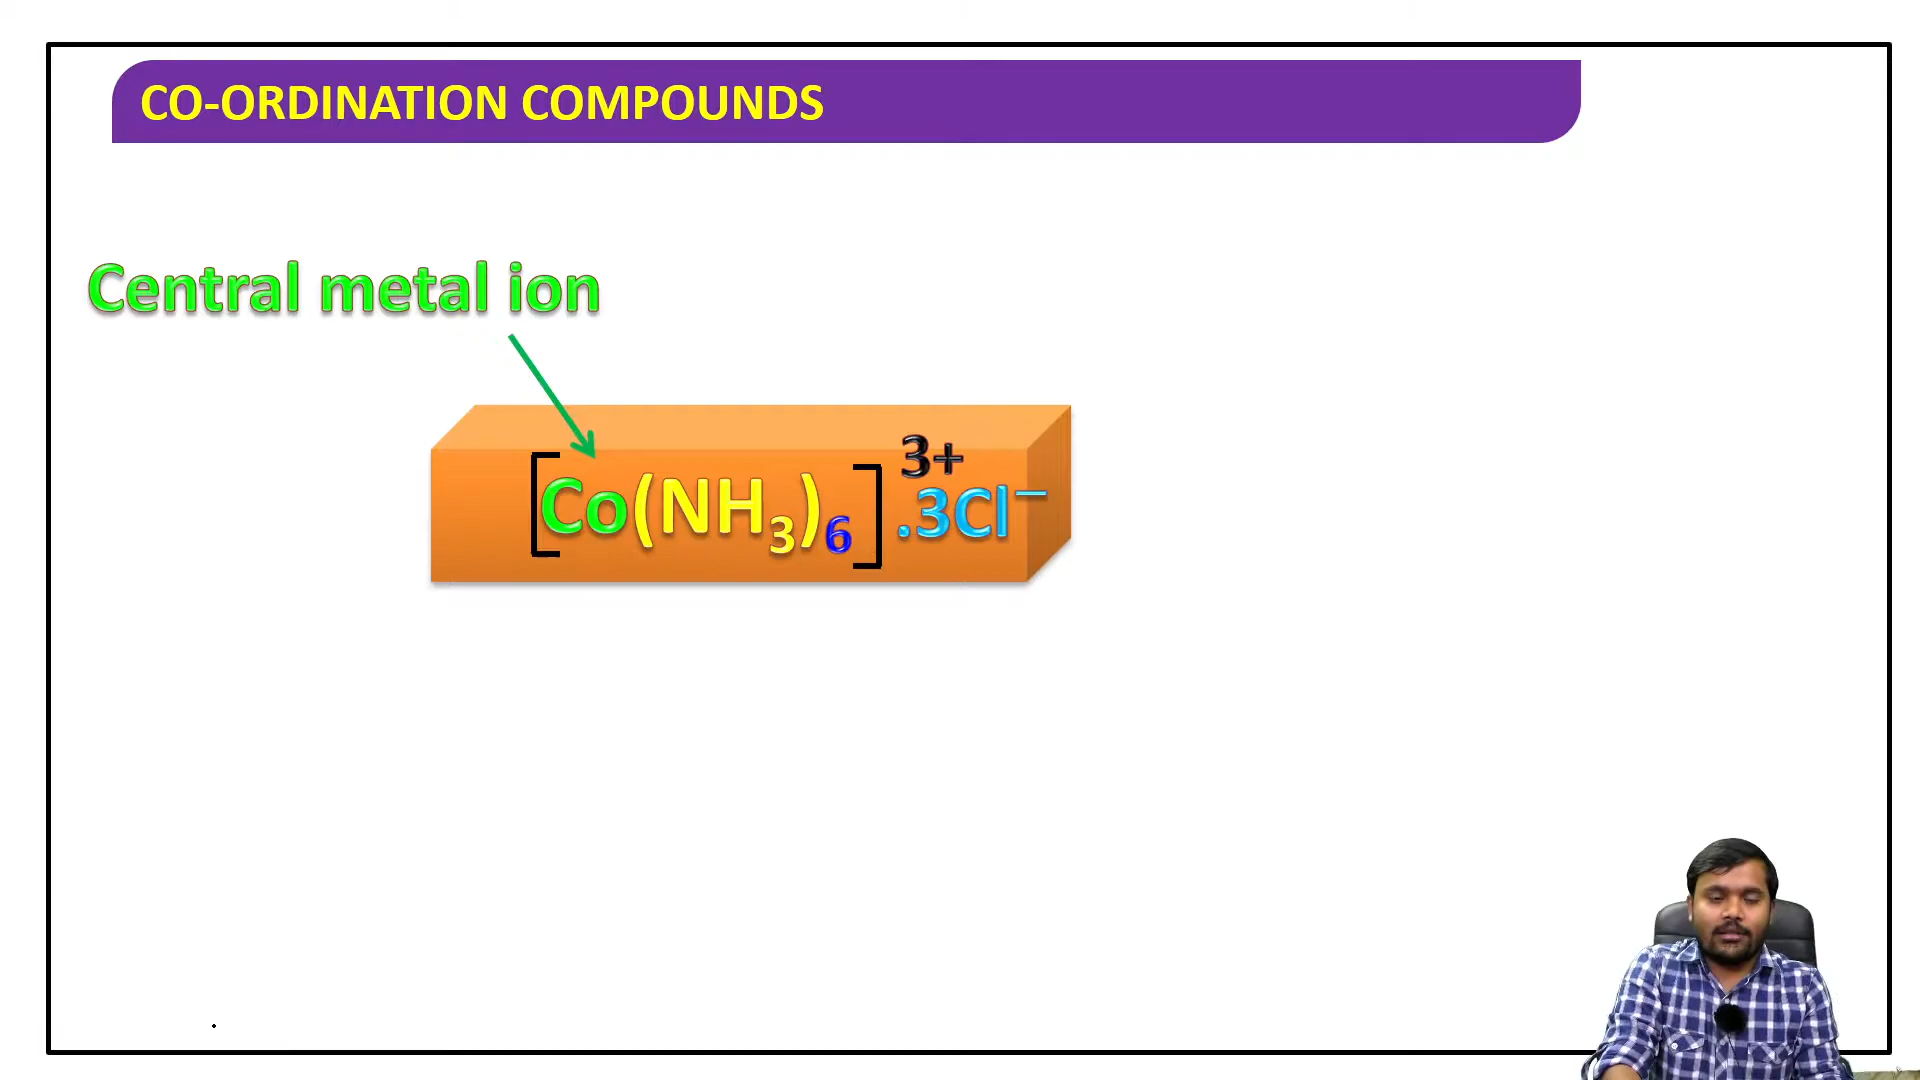 CO-ORDINATION COMPOUNDS
Central metal ion
[Co(NH₃)₆]³⁺.3Cl⁻